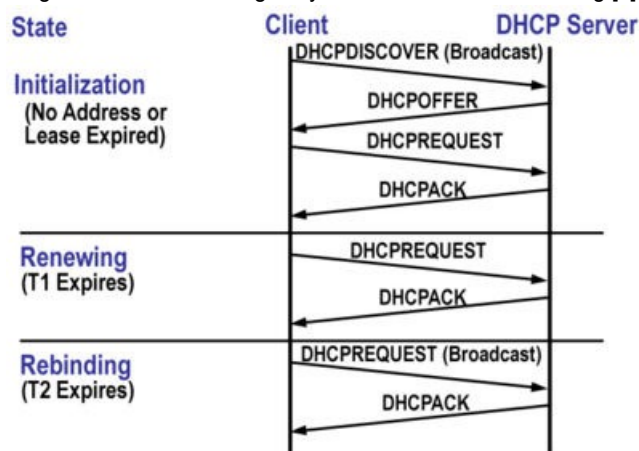 State Client DHCP Server
DHCPDISCOVER (Broadcast)
Initialization
(No Address or
Lease Expired)
DHCPOFFER
DHCPREQUEST
DHCPACK
Renewing
(T1 Expires)
DHCPREQUEST
DHCPACK
Rebinding
(T2 Expires)
DHCPREQUEST (Broadcast)
DHCPACK